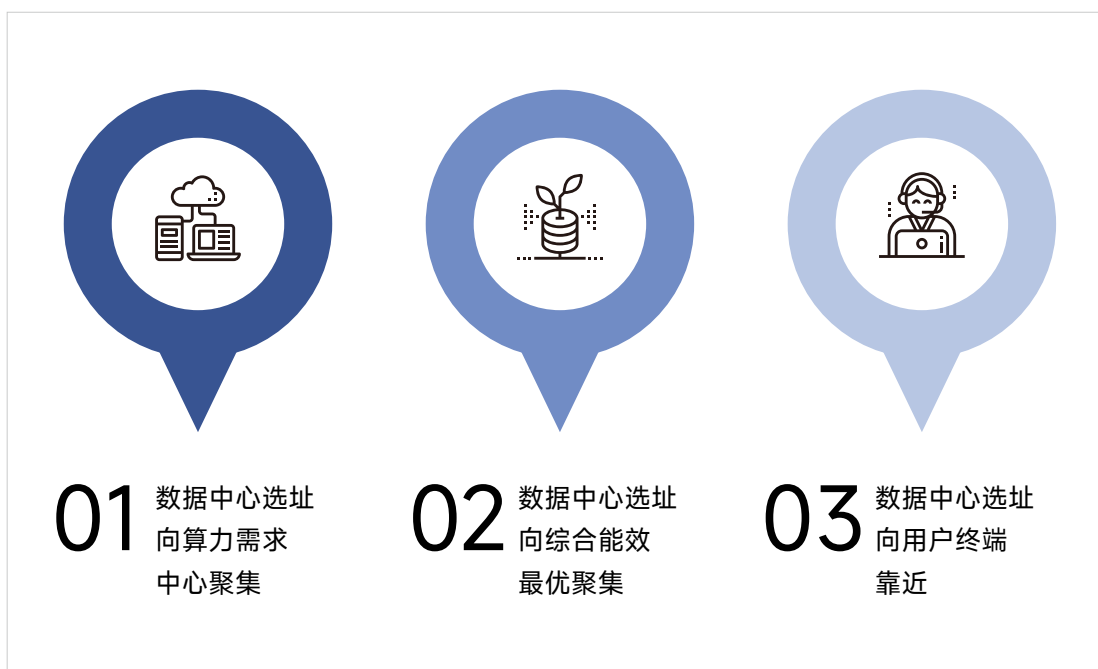 01
数据中心选址
向算力需求
中心聚集
02
数据中心选址
向综合能效
最优聚集
03
数据中心选址
向用户终端
靠近